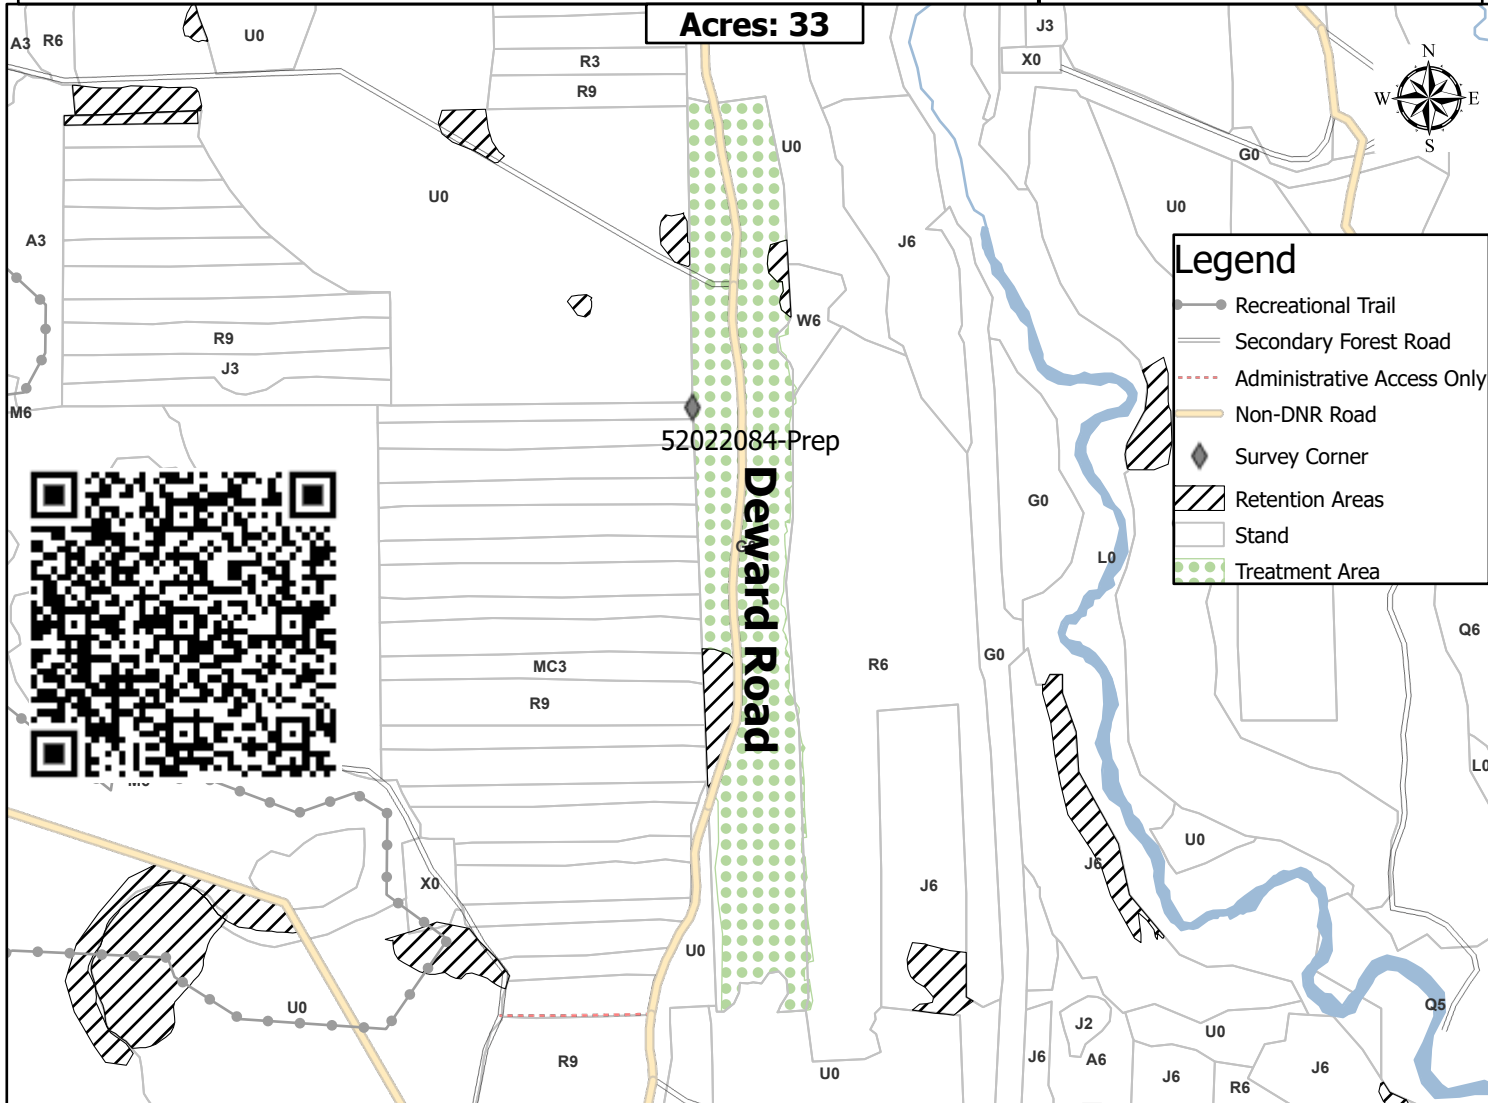 Acres: 33
A3
R6
U0
R3
R9
J3
X0
N
W
E
S
G0
U0
U0
U0
A3
J6
Legend
Recreational Trail
Secondary Forest Road
Administrative Access Only
Non-DNR Road
Survey Corner
Retention Areas
Stand
Treatment Area
W6
R9
J3
M6
52022084-Prep
Deward Road
G0
L0
Q6
G0
R6
MC3
R9
L0
U0
J6
X0
J6
U0
U0
Q5
J2
U0
J6
A6
J6
R6
J6
R9
U0